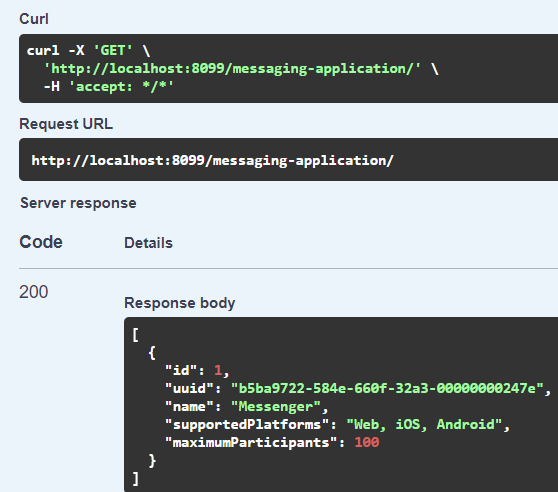 Curl
curl -X 'GET' \
'http://localhost:8099/messaging-application/' \
-H 'accept: */*'
Request URL
http://localhost:8099/messaging-application/
Server response
Code Details
200
Response body
[
{
"id": 1,
"uuid": "b5ba9722-584e-660f-32a3-00000000247e",
"name": "Messenger",
"supportedPlatforms": "Web, iOS, Android",
"maximumParticipants": 100
}
]